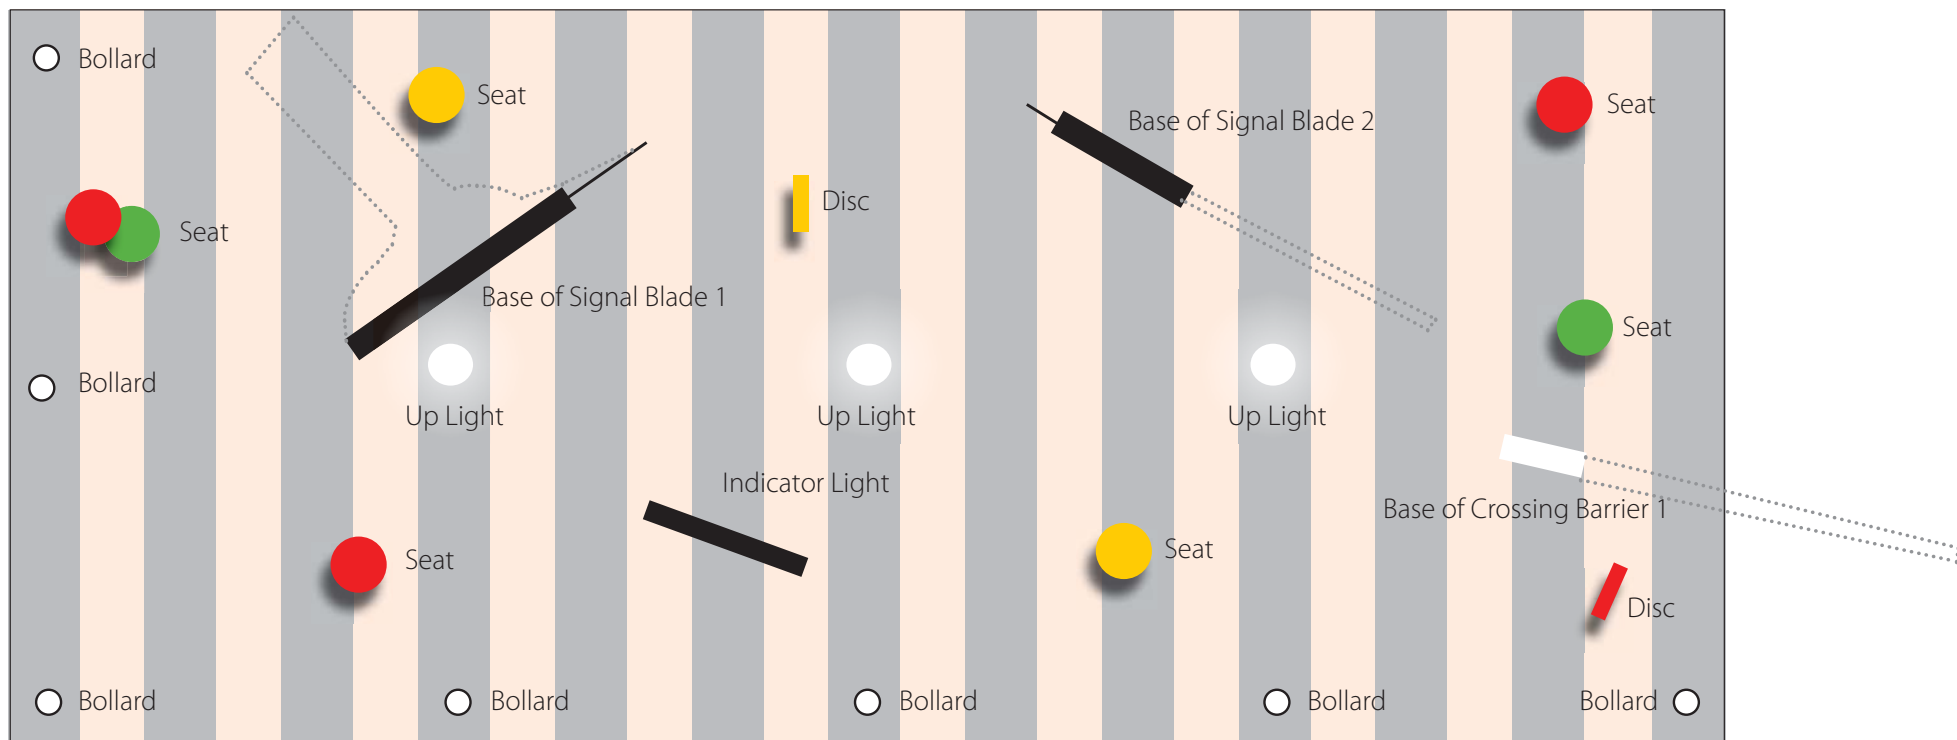 Bollard
Seat
Base of Signal Blade 2
Seat
Disc
Seat
Base of Signal Blade 1
Seat
Bollard
Up Light
Up Light
Up Light
Indicator Light
Base of Crossing Barrier 1
Seat
Seat
Disc
Bollard
Bollard
Bollard
Bollard
Bollard